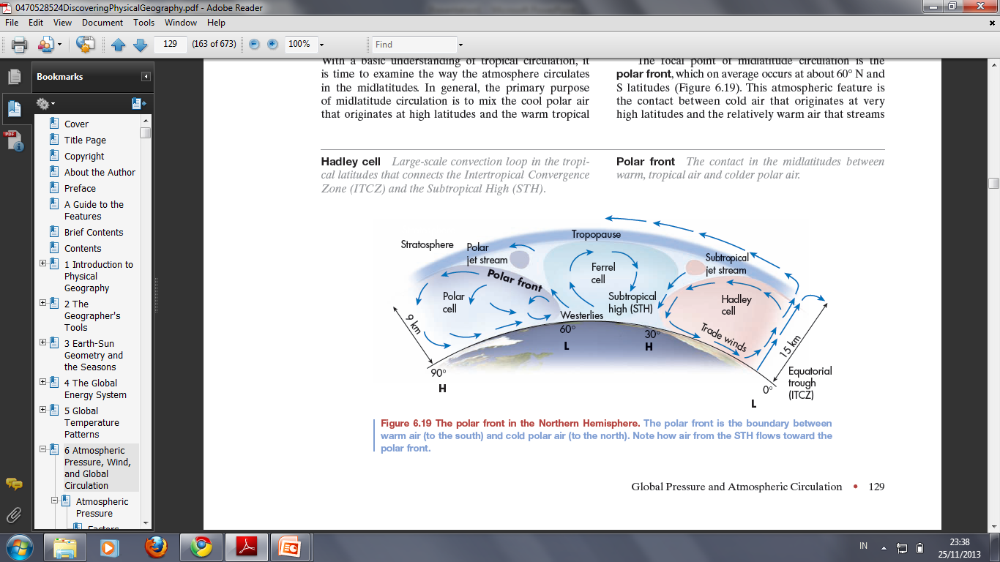 0470528524DiscoveringPhysicalGeography.pdf - Adobe Reader
File Edit View Document Tools Window Help
129 (163 of 673) 100% Find
Bookmarks
Cover
Title Page
Copyright
About the Author
Preface
A Guide to the
Features
Brief Contents
Contents
1 Introduction to
Physical
Geography
2 The
Geographer's
Tools
3 Earth-Sun
Geometry and
the Seasons
4 The Global
Energy System
5 Global
Temperature
Patterns
6 Atmospheric
Pressure, Wind,
and Global
Circulation
Atmospheric
Pressure
Factors
With a basic understanding of tropical circulation, it
is time to examine the way the atmosphere circulates
in the midlatitudes. In general, the primary purpose
of midlatitude circulation is to mix the cool polar air
that originates at high latitudes and the warm tropical
The focal point of midlatitude circulation is the
polar front, which on average occurs at about 60° N and
S latitudes (Figure 6.19). This atmospheric feature is
the contact between cold air that originates at very
high latitudes and the relatively warm air that streams
Hadley cell Large-scale convection loop in the tropi-
cal latitudes that connects the Intertropical Convergence
Zone (ITCZ) and the Subtropical High (STH).
Polar front The contact in the midlatitudes between
warm, tropical air and colder polar air.
Stratosphere
Polar
jet stream
Tropopause
Subtropical
jet stream
Polar front
Ferrel
cell
Polar
cell
Subtropical
high (STH)
Hadley
cell
Westerlies
Trade winds
9 km
15 km
60°
L
30°
H
90°
H
0°
L
Equatorial
trough
(ITCZ)
Figure 6.19 The polar front in the Northern Hemisphere. The polar front is the boundary between
warm air (to the south) and cold polar air (to the north). Note how air from the STH flows toward the
polar front.
Global Pressure and Atmospheric Circulation • 129
IN
23:38
25/11/2013